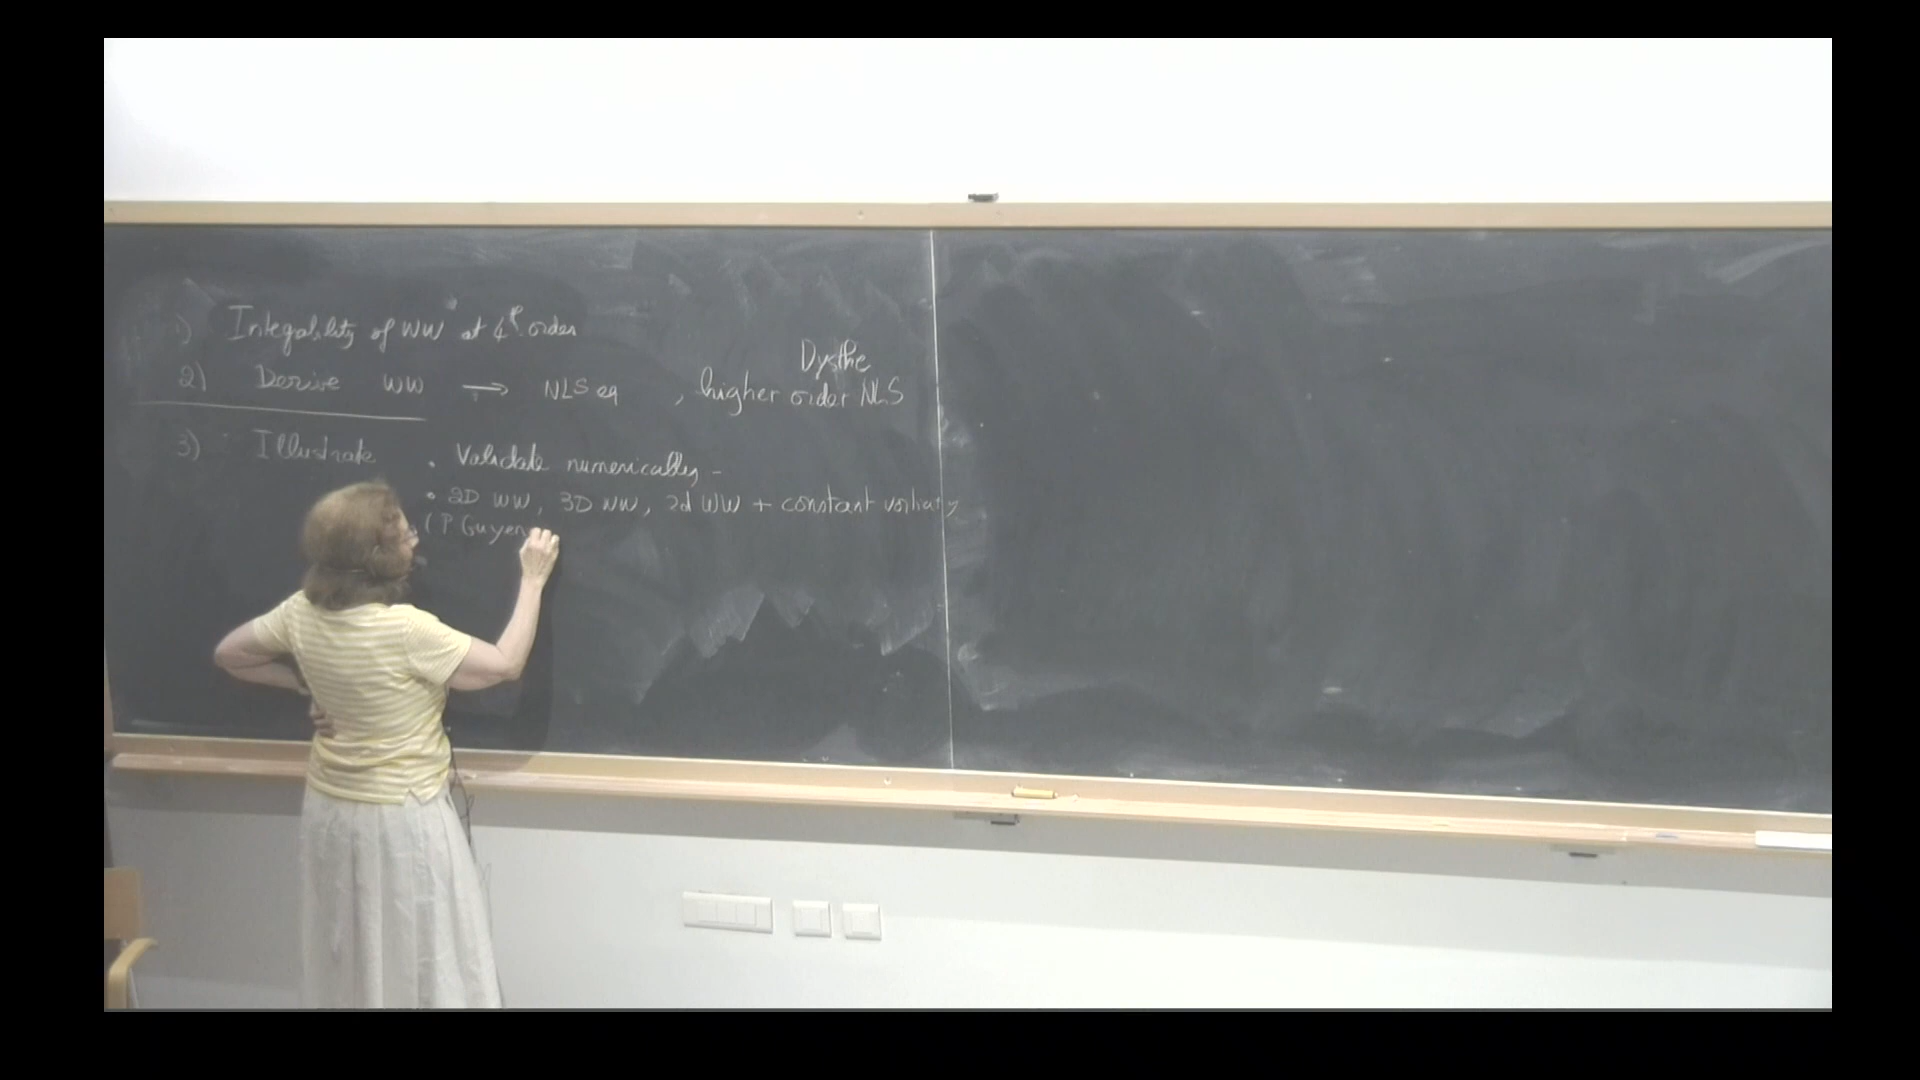 1) Integrability of WW at 4th order
Dysthe
2) Derive WW → NLS eq , higher order NLS
3) Illustrate . Validate numerically -
• 2D WW, 3D WW, 2d WW + constant vorticity
(P Guyen